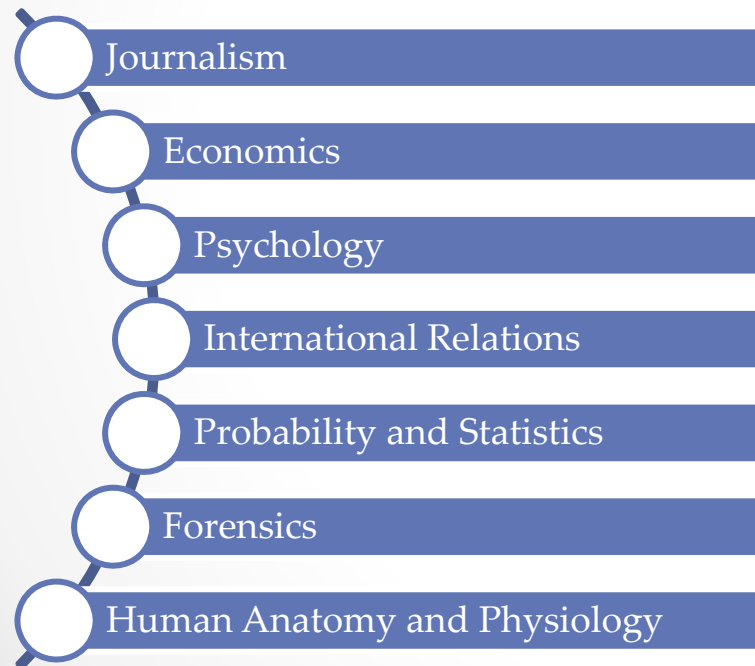 Journalism
Economics
Psychology
International Relations
Probability and Statistics
Forensics
Human Anatomy and Physiology